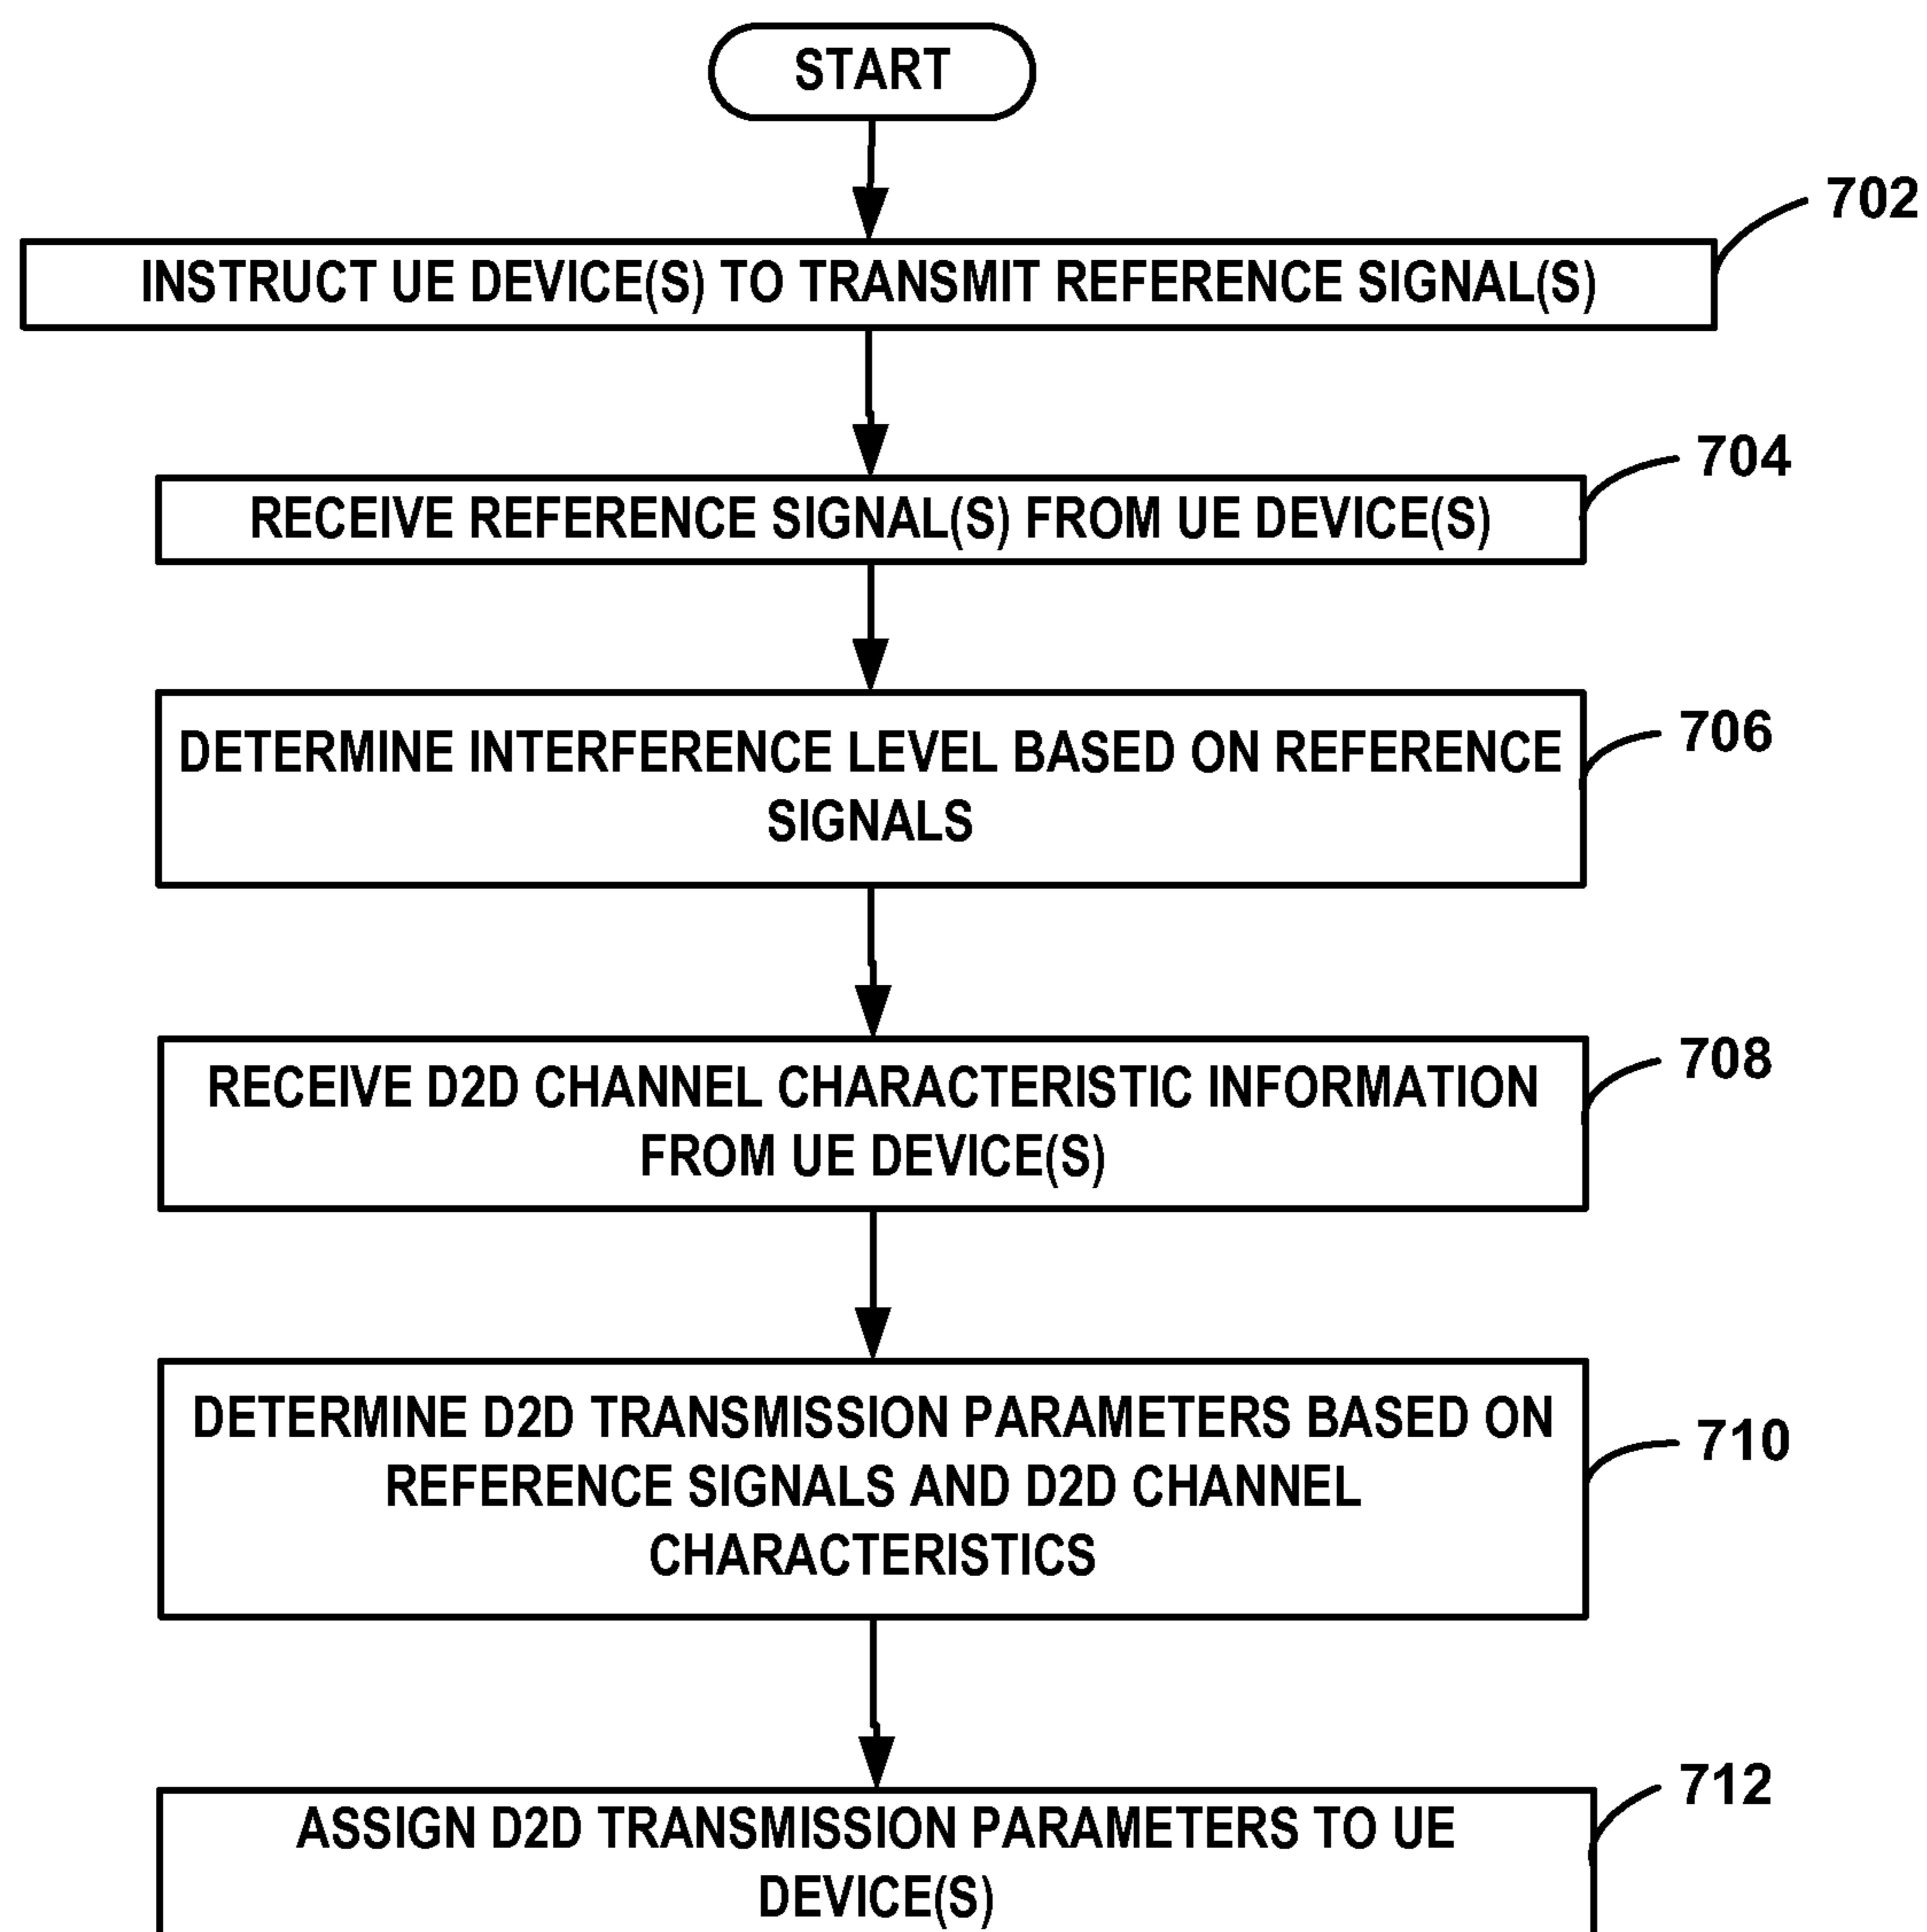 START
702
INSTRUCT UE DEVICE(S) TO TRANSMIT REFERENCE SIGNAL(S)
704
RECEIVE REFERENCE SIGNAL(S) FROM UE DEVICE(S)
706
DETERMINE INTERFERENCE LEVEL BASED ON REFERENCE
SIGNALS
708
RECEIVE D2D CHANNEL CHARACTERISTIC INFORMATION
FROM UE DEVICE(S)
710
DETERMINE D2D TRANSMISSION PARAMETERS BASED ON
REFERENCE SIGNALS AND D2D CHANNEL
CHARACTERISTICS
712
ASSIGN D2D TRANSMISSION PARAMETERS TO UE
DEVICE(S)